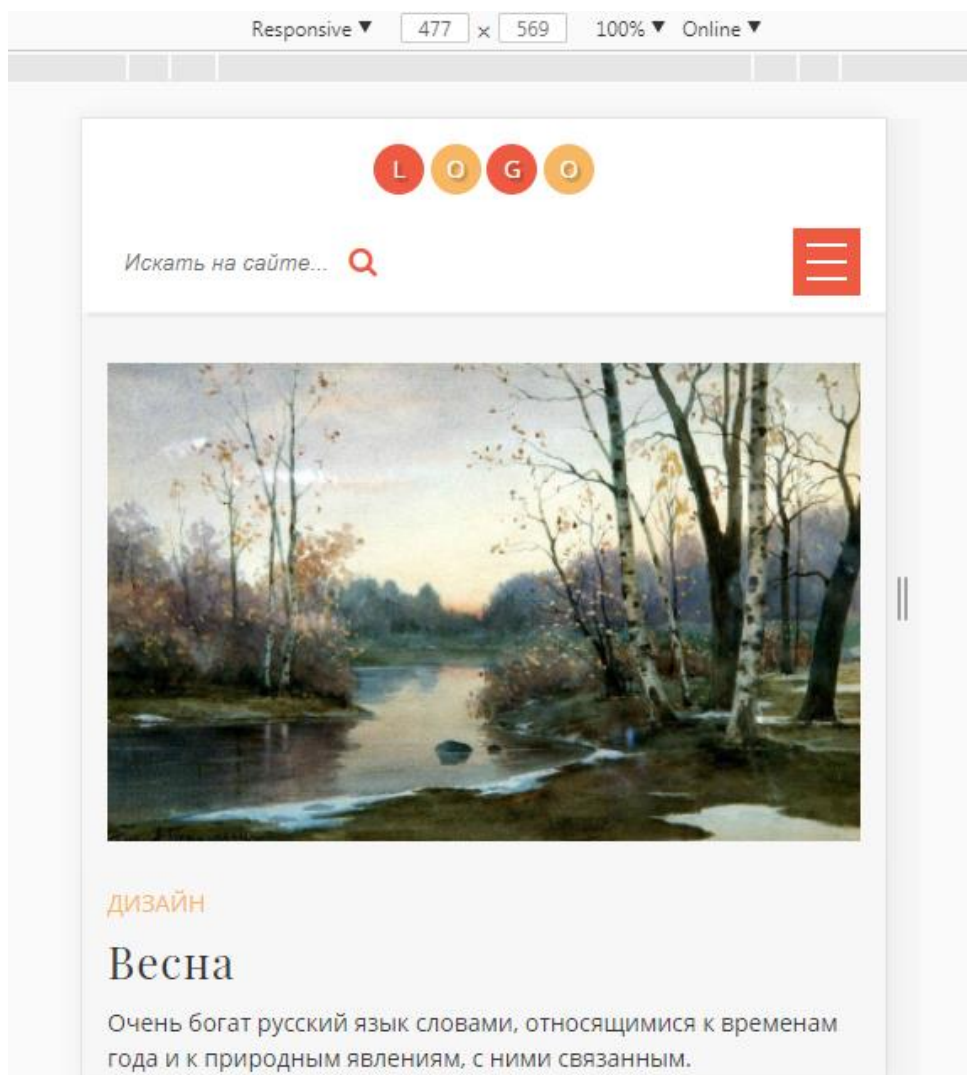 Responsive ▼ 477 × 569 100% ▼ Online ▼
L O G O
Искать на сайте...
ДИЗАЙН
Весна
Очень богат русский язык словами, относящимися к временам
года и к природным явлениям, с ними связанным.